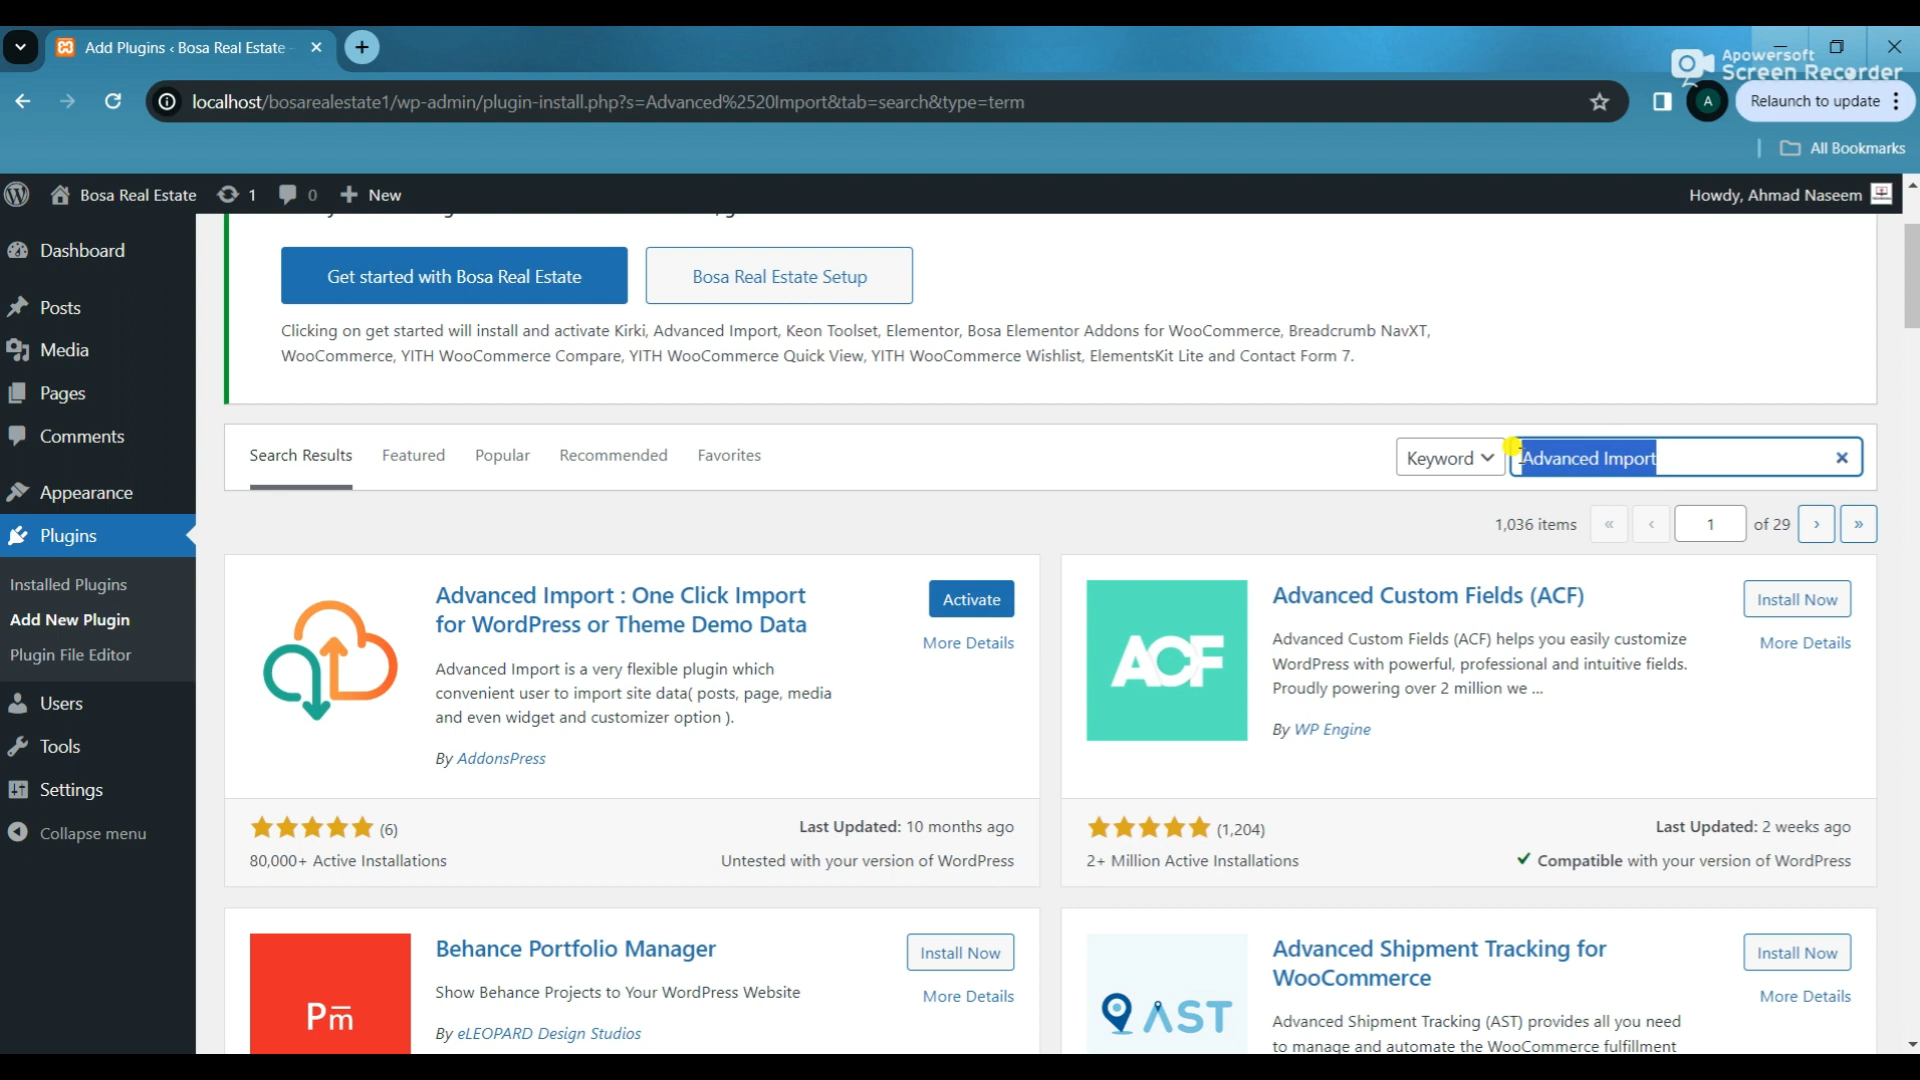 Add Plugins ‹ Bosa Real Estate
Apowersoft
Screen Recorder
localhost/bosarealestate1/wp-admin/plugin-install.php?s=Advanced%2520Import&tab=search&type=term
A
Relaunch to update
All Bookmarks
Bosa Real Estate
1
0
New
Howdy, Ahmad Naseem
Dashboard
Posts
Media
Pages
Comments
Appearance
Plugins
Installed Plugins
Add New Plugin
Plugin File Editor
Users
Tools
Settings
Collapse menu
Get started with Bosa Real Estate
Bosa Real Estate Setup
Clicking on get started will install and activate Kirki, Advanced Import, Keon Toolset, Elementor, Bosa Elementor Addons for WooCommerce, Breadcrumb NavXT,
WooCommerce, YITH WooCommerce Compare, YITH WooCommerce Quick View, YITH WooCommerce Wishlist, ElementsKit Lite and Contact Form 7.
Search Results
Featured
Popular
Recommended
Favorites
Keyword
Advanced Import
1,036 items
«
‹
1
of 29
›
»
Advanced Import : One Click Import
for WordPress or Theme Demo Data
Activate
More Details
Advanced Import is a very flexible plugin which
convenient user to import site data( posts, page, media
and even widget and customizer option ).
By AddonsPress
(6)
80,000+ Active Installations
Last Updated: 10 months ago
Untested with your version of WordPress
ACF
Advanced Custom Fields (ACF)
Install Now
More Details
Advanced Custom Fields (ACF) helps you easily customize
WordPress with powerful, professional and intuitive fields.
Proudly powering over 2 million we ...
By WP Engine
(1,204)
2+ Million Active Installations
Last Updated: 2 weeks ago
Compatible with your version of WordPress
Pm
Behance Portfolio Manager
Install Now
More Details
Show Behance Projects to Your WordPress Website
By eLEOPARD Design Studios
AST
Advanced Shipment Tracking for
WooCommerce
Install Now
More Details
Advanced Shipment Tracking (AST) provides all you need
to manage and automate the WooCommerce fulfillment